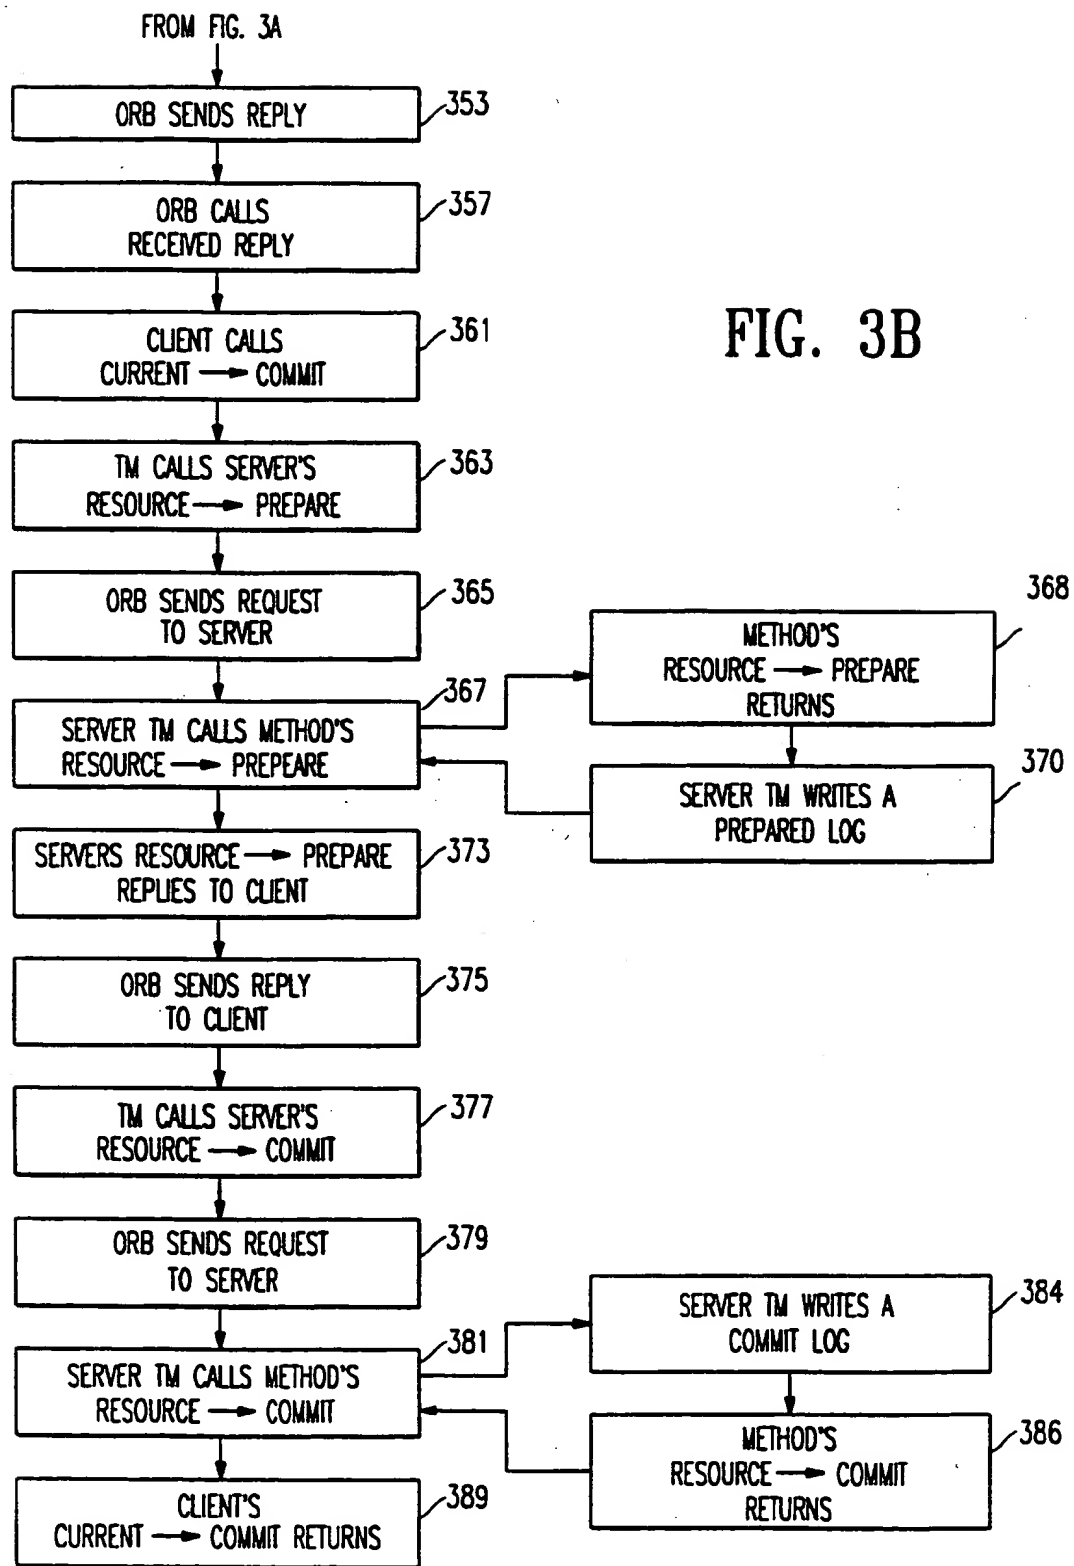 FROM FIG. 3A
ORB SENDS REPLY
353
ORB CALLS
RECEIVED REPLY
357
CLIENT CALLS
CURRENT → COMMIT
361
FIG. 3B
TM CALLS SERVER'S
RESOURCE → PREPARE
363
ORB SENDS REQUEST
TO SERVER
365
SERVER TM CALLS METHOD'S
RESOURCE → PREPEARE
367
METHOD'S
RESOURCE → PREPARE
RETURNS
368
SERVER TM WRITES A
PREPARED LOG
370
SERVERS RESOURCE → PREPARE
REPLIES TO CLIENT
373
ORB SENDS REPLY
TO CLIENT
375
TM CALLS SERVER'S
RESOURCE → COMMIT
377
ORB SENDS REQUEST
TO SERVER
379
SERVER TM CALLS METHOD'S
RESOURCE → COMMIT
381
SERVER TM WRITES A
COMMIT LOG
384
METHOD'S
RESOURCE → COMMIT
RETURNS
386
CLIENT'S
CURRENT → COMMIT RETURNS
389